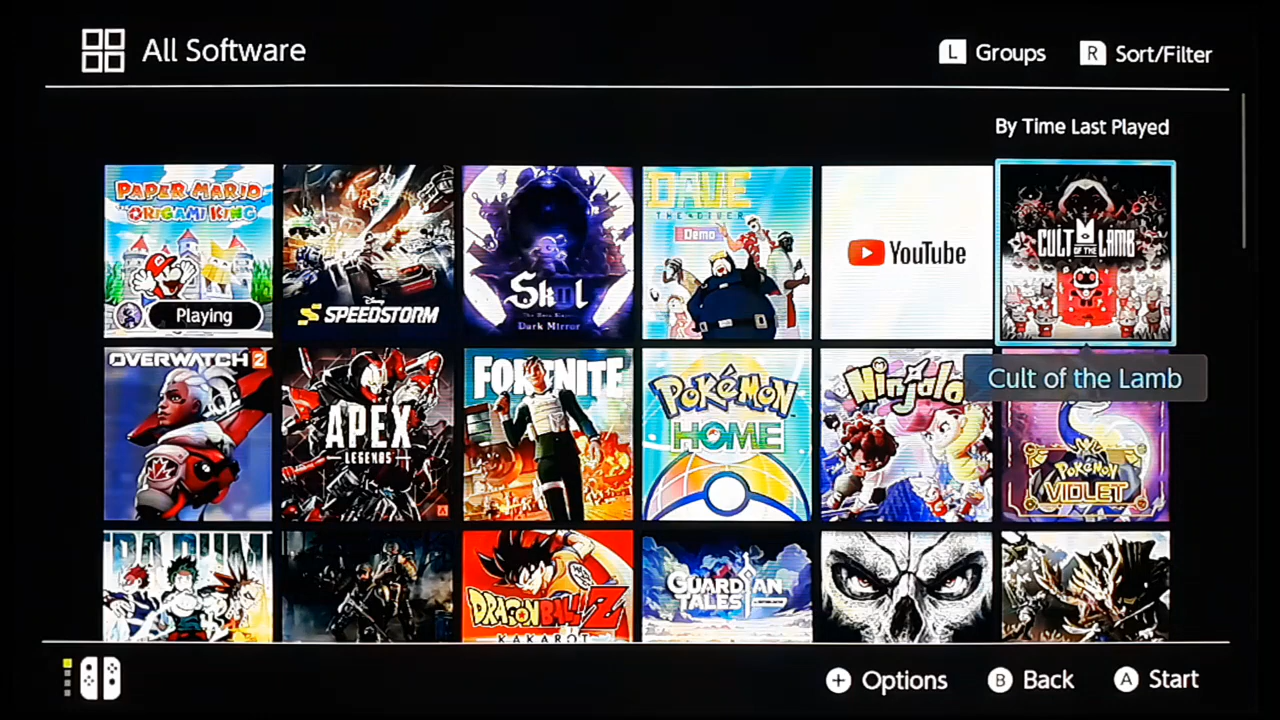 All Software
L Groups
R Sort/Filter
By Time Last Played
PAPER MARIO
THE ORIGAMI KING
Playing
Disney
SPEEDSTORM
Skul
The Hero Slayer
Dark Mirror
DAVE
THE DIVER
Demo
YouTube
CULT OF THE LAMB
Cult of the Lamb
OVERWATCH 2
APEX
LEGENDS
FORTNITE
POKÉMON
HOME
Ninjala
POKÉMON
VIOLET
DRAGON BALL Z
KAKAROT
GUARDIAN
TALES
+ Options
B Back
A Start